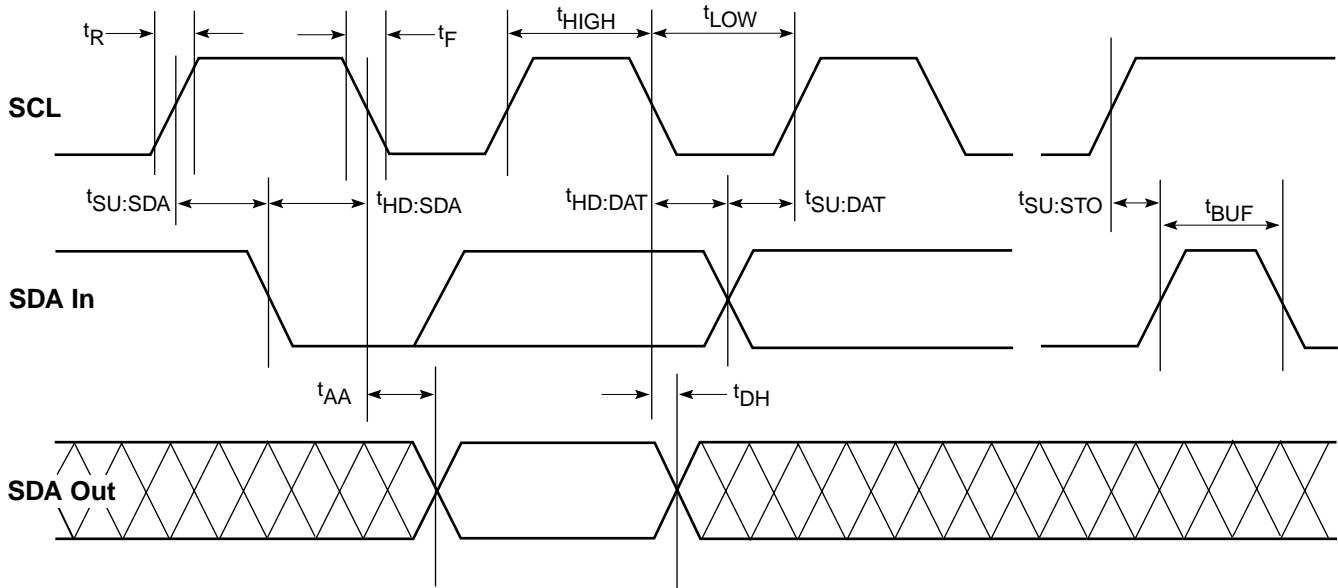 tR
tF
tHIGH
tLOW
SCL
tSU:SDA
tHD:SDA
tHD:DAT
tSU:DAT
tSU:STO
tBUF
SDA In
tAA
tDH
SDA Out